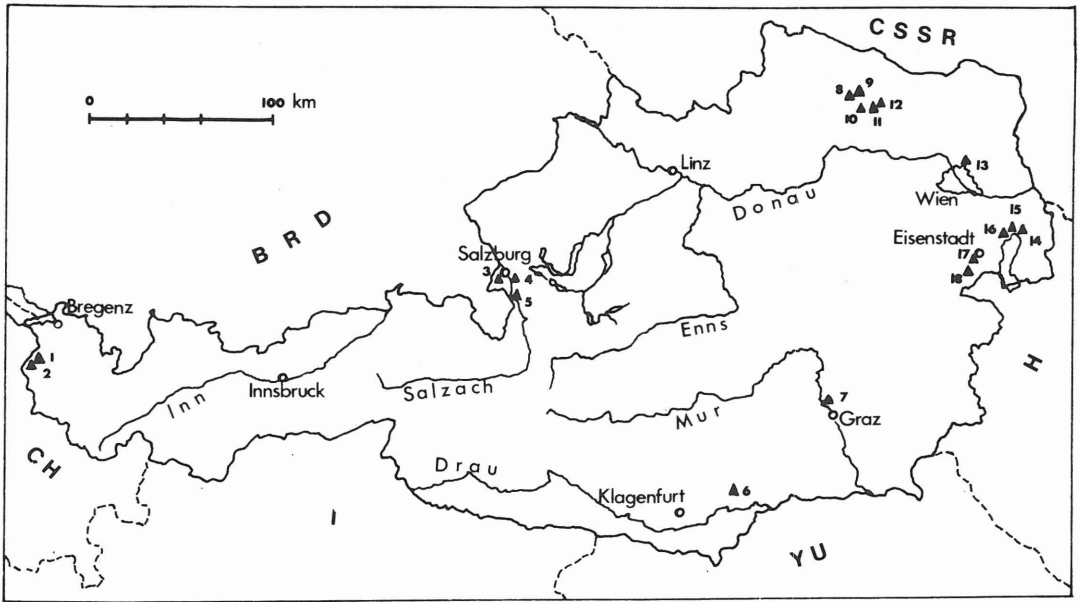 CSSR
0 100 km
8 9
10 11 12
Linz
13
Donau
Wien
BRD
15
16 14
Eisenstadt
Salzburg
17
3 4
18
5
Bregenz
Enns
1
2
H
Innsbruck
Salzach
Inn
7
Mur
Graz
CH
Drau
6
Klagenfurt
I
YU